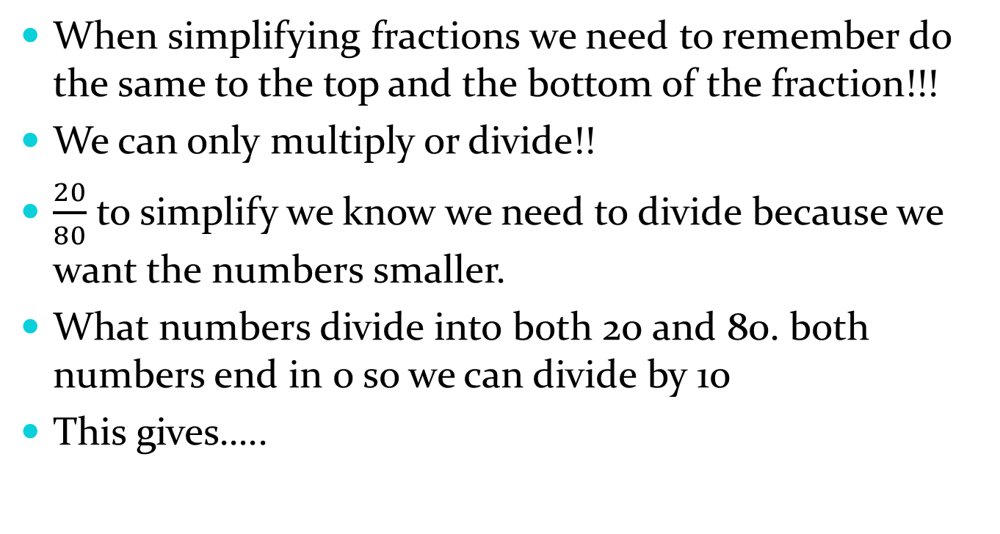 • When simplifying fractions we need to remember do
the same to the top and the bottom of the fraction!!!
• We can only multiply or divide!!
• 20/80 to simplify we know we need to divide because we
want the numbers smaller.
• What numbers divide into both 20 and 80. both
numbers end in 0 so we can divide by 10
• This gives.....